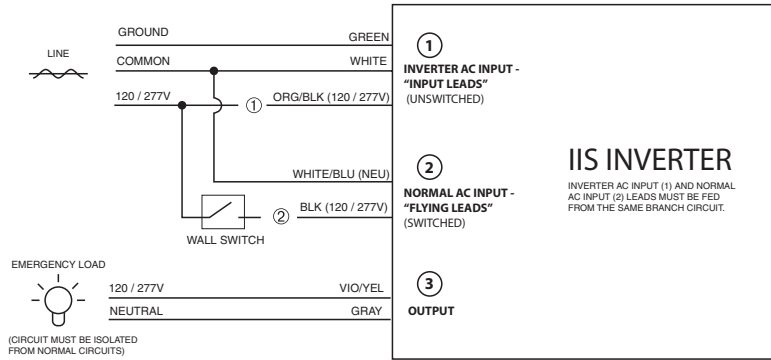 GROUND
GREEN
LINE
COMMON
WHITE
120 / 277V
1
ORG/BLK (120 / 277V)
WHITE/BLU (NEU)
2
BLK (120 / 277V)
WALL SWITCH
EMERGENCY LOAD
120 / 277V
VIO/YEL
NEUTRAL
GRAY
(CIRCUIT MUST BE ISOLATED
FROM NORMAL CIRCUITS)
1
INVERTER AC INPUT -
“INPUT LEADS”
(UNSWITCHED)
2
NORMAL AC INPUT -
“FLYING LEADS”
(SWITCHED)
3
OUTPUT
IIS INVERTER
INVERTER AC INPUT (1) AND NORMAL
AC INPUT (2) LEADS MUST BE FED
FROM THE SAME BRANCH CIRCUIT.